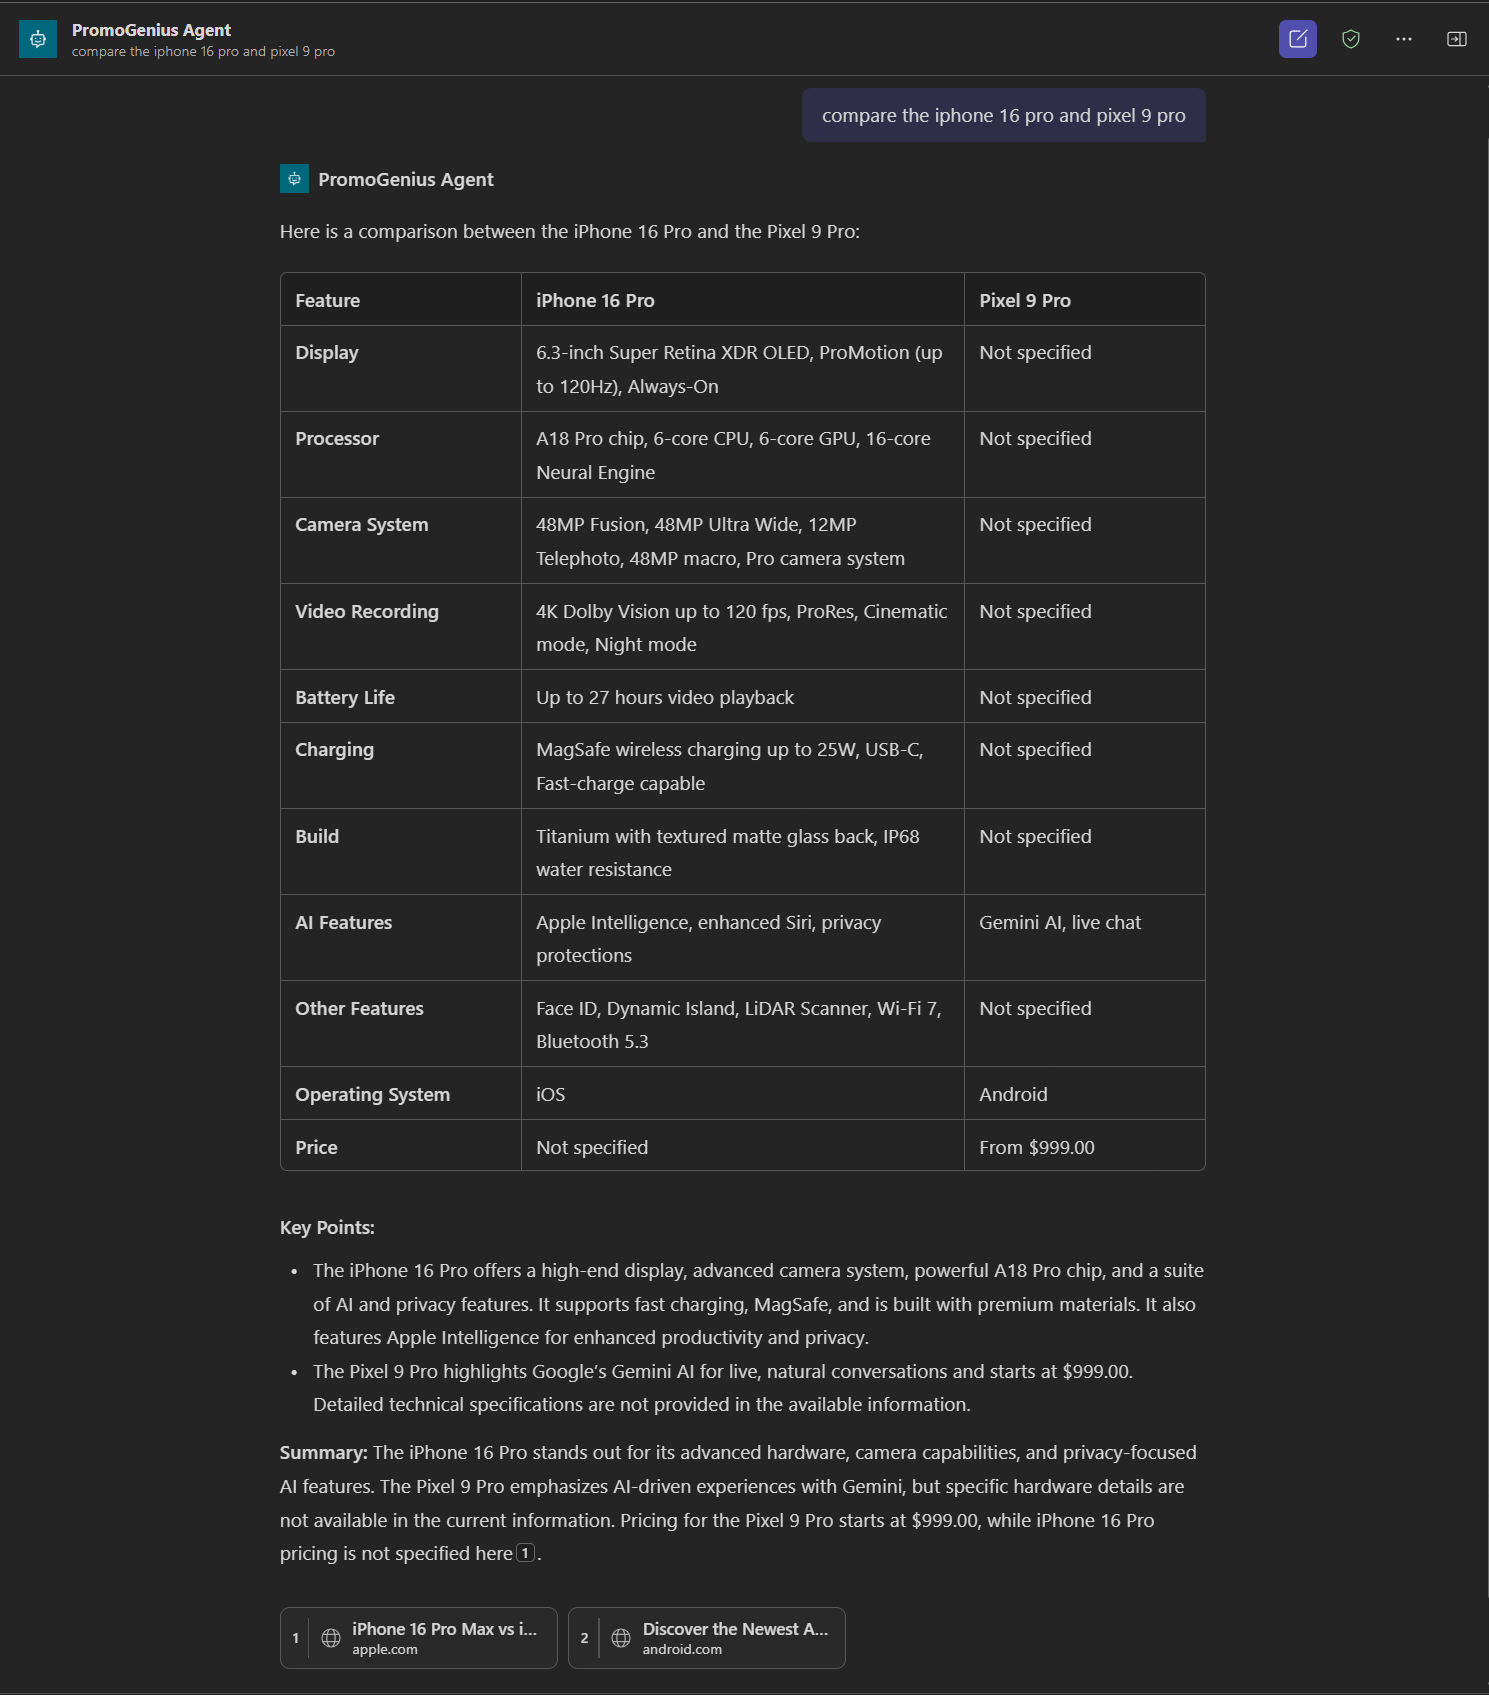 PromoGenius Agent
compare the iphone 16 pro and pixel 9 pro
compare the iphone 16 pro and pixel 9 pro
PromoGenius Agent
Here is a comparison between the iPhone 16 Pro and the Pixel 9 Pro:
Feature iPhone 16 Pro Pixel 9 Pro
Display 6.3-inch Super Retina XDR OLED, ProMotion (up Not specified
to 120Hz), Always-On
Processor A18 Pro chip, 6-core CPU, 6-core GPU, 16-core Not specified
Neural Engine
Camera System 48MP Fusion, 48MP Ultra Wide, 12MP Not specified
Telephoto, 48MP macro, Pro camera system
Video Recording 4K Dolby Vision up to 120 fps, ProRes, Cinematic Not specified
mode, Night mode
Battery Life Up to 27 hours video playback Not specified
Charging MagSafe wireless charging up to 25W, USB-C, Not specified
Fast-charge capable
Build Titanium with textured matte glass back, IP68 Not specified
water resistance
AI Features Apple Intelligence, enhanced Siri, privacy Gemini AI, live chat
protections
Other Features Face ID, Dynamic Island, LiDAR Scanner, Wi-Fi 7, Not specified
Bluetooth 5.3
Operating System iOS Android
Price Not specified From $999.00
Key Points:
• The iPhone 16 Pro offers a high-end display, advanced camera system, powerful A18 Pro chip, and a suite
of AI and privacy features. It supports fast charging, MagSafe, and is built with premium materials. It also
features Apple Intelligence for enhanced productivity and privacy.
• The Pixel 9 Pro highlights Google’s Gemini AI for live, natural conversations and starts at $999.00.
Detailed technical specifications are not provided in the available information.
Summary: The iPhone 16 Pro stands out for its advanced hardware, camera capabilities, and privacy-focused
AI features. The Pixel 9 Pro emphasizes AI-driven experiences with Gemini, but specific hardware details are
not available in the current information. Pricing for the Pixel 9 Pro starts at $999.00, while iPhone 16 Pro
pricing is not specified here 1 .
1 iPhone 16 Pro Max vs i...
apple.com
2 Discover the Newest A...
android.com